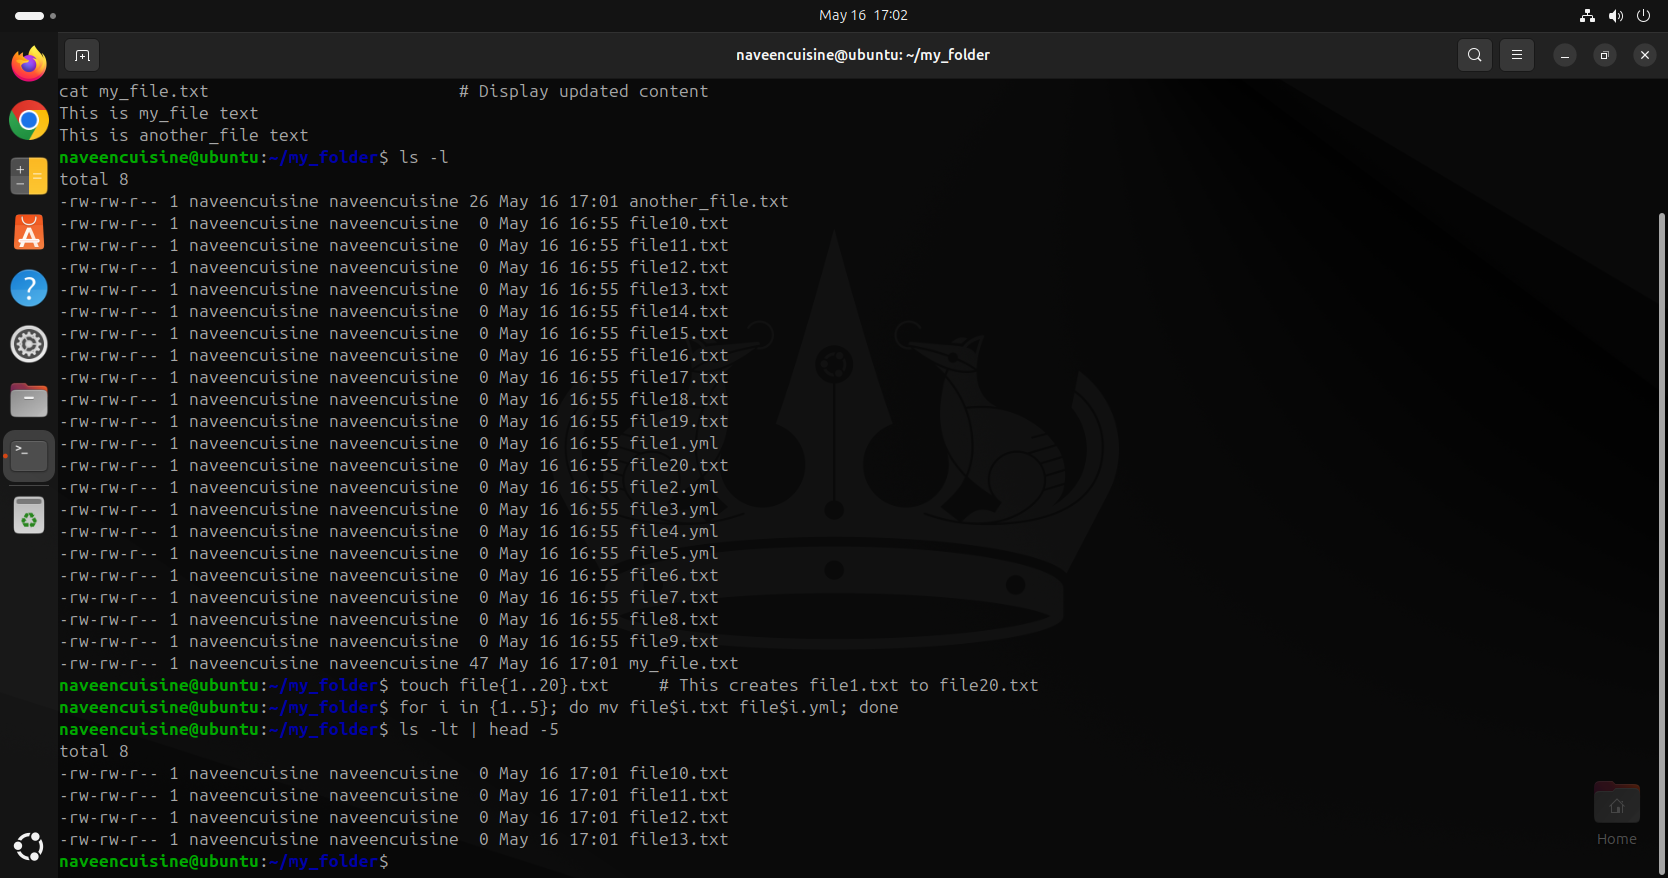 May 16 17:02
naveencuisine@ubuntu: ~/my_folder
cat my_file.txt                         # Display updated content
This is my_file text
This is another_file text
naveencuisine@ubuntu:~/my_folder$ ls -l
total 8
-rw-rw-r-- 1 naveencuisine naveencuisine 26 May 16 17:01 another_file.txt
-rw-rw-r-- 1 naveencuisine naveencuisine  0 May 16 16:55 file10.txt
-rw-rw-r-- 1 naveencuisine naveencuisine  0 May 16 16:55 file11.txt
-rw-rw-r-- 1 naveencuisine naveencuisine  0 May 16 16:55 file12.txt
-rw-rw-r-- 1 naveencuisine naveencuisine  0 May 16 16:55 file13.txt
-rw-rw-r-- 1 naveencuisine naveencuisine  0 May 16 16:55 file14.txt
-rw-rw-r-- 1 naveencuisine naveencuisine  0 May 16 16:55 file15.txt
-rw-rw-r-- 1 naveencuisine naveencuisine  0 May 16 16:55 file16.txt
-rw-rw-r-- 1 naveencuisine naveencuisine  0 May 16 16:55 file17.txt
-rw-rw-r-- 1 naveencuisine naveencuisine  0 May 16 16:55 file18.txt
-rw-rw-r-- 1 naveencuisine naveencuisine  0 May 16 16:55 file19.txt
-rw-rw-r-- 1 naveencuisine naveencuisine  0 May 16 16:55 file1.yml
-rw-rw-r-- 1 naveencuisine naveencuisine  0 May 16 16:55 file20.txt
-rw-rw-r-- 1 naveencuisine naveencuisine  0 May 16 16:55 file2.yml
-rw-rw-r-- 1 naveencuisine naveencuisine  0 May 16 16:55 file3.yml
-rw-rw-r-- 1 naveencuisine naveencuisine  0 May 16 16:55 file4.yml
-rw-rw-r-- 1 naveencuisine naveencuisine  0 May 16 16:55 file5.yml
-rw-rw-r-- 1 naveencuisine naveencuisine  0 May 16 16:55 file6.txt
-rw-rw-r-- 1 naveencuisine naveencuisine  0 May 16 16:55 file7.txt
-rw-rw-r-- 1 naveencuisine naveencuisine  0 May 16 16:55 file8.txt
-rw-rw-r-- 1 naveencuisine naveencuisine  0 May 16 16:55 file9.txt
-rw-rw-r-- 1 naveencuisine naveencuisine 47 May 16 17:01 my_file.txt
naveencuisine@ubuntu:~/my_folder$ touch file{1..20}.txt     # This creates file1.txt to file20.txt
naveencuisine@ubuntu:~/my_folder$ for i in {1..5}; do mv file$i.txt file$i.yml; done
naveencuisine@ubuntu:~/my_folder$ ls -lt | head -5
total 8
-rw-rw-r-- 1 naveencuisine naveencuisine  0 May 16 17:01 file10.txt
-rw-rw-r-- 1 naveencuisine naveencuisine  0 May 16 17:01 file11.txt
-rw-rw-r-- 1 naveencuisine naveencuisine  0 May 16 17:01 file12.txt
-rw-rw-r-- 1 naveencuisine naveencuisine  0 May 16 17:01 file13.txt
naveencuisine@ubuntu:~/my_folder$
Home